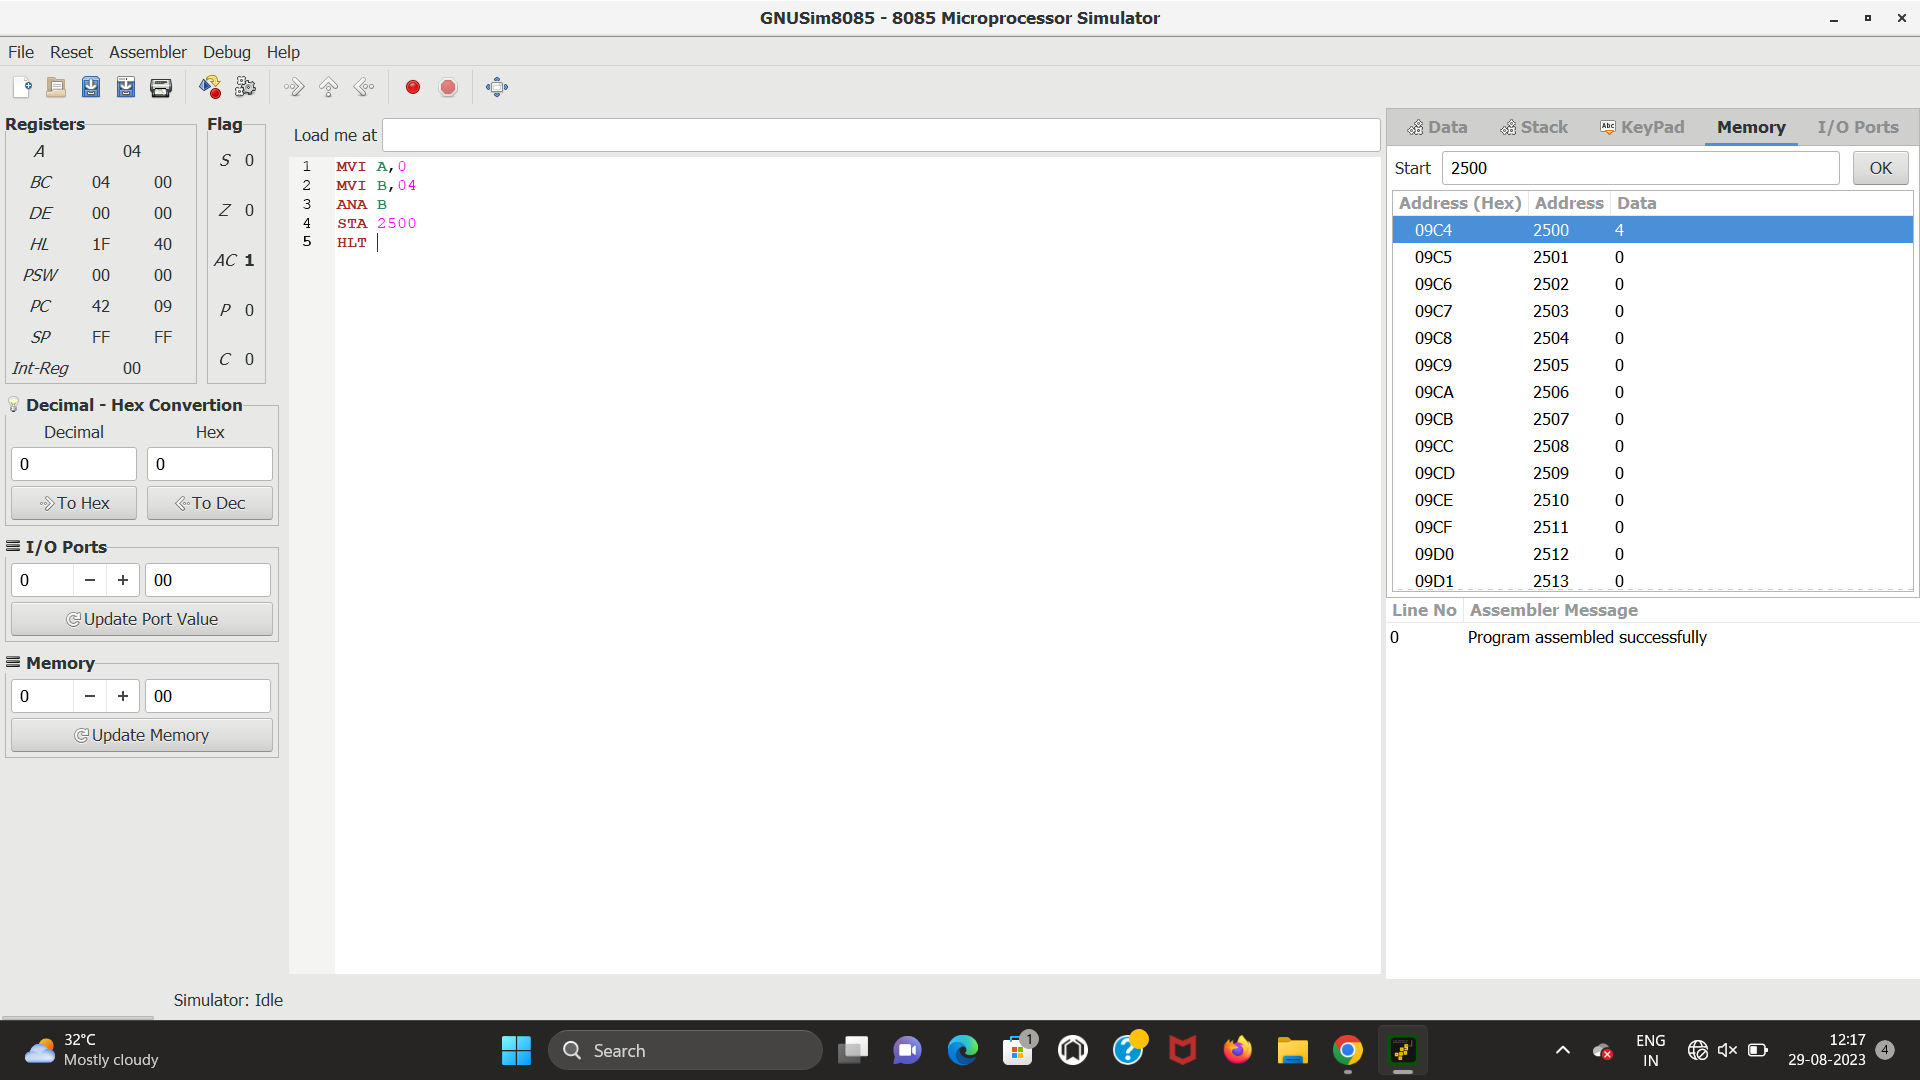 GNUSim8085 - 8085 Microprocessor Simulator
File Reset Assembler Debug Help
Registers
A 04
BC 04 00
DE 00 00
HL 1F 40
PSW 00 00
PC 42 09
SP FF FF
Int-Reg 00
Flag
S 0
Z 0
AC 1
P 0
C 0
Decimal - Hex Convertion
Decimal Hex
0 0
To Hex To Dec
I/O Ports
0 − + 00
Update Port Value
Memory
0 − + 00
Update Memory
Load me at
1 MVI A,0
2 MVI B,04
3 ANA B
4 STA 2500
5 HLT
Data Stack Abc KeyPad Memory I/O Ports
Start 2500 OK
Address (Hex) Address Data
09C4 2500 4
09C5 2501 0
09C6 2502 0
09C7 2503 0
09C8 2504 0
09C9 2505 0
09CA 2506 0
09CB 2507 0
09CC 2508 0
09CD 2509 0
09CE 2510 0
09CF 2511 0
09D0 2512 0
09D1 2513 0
Line No Assembler Message
0 Program assembled successfully
Simulator: Idle
32°C
Mostly cloudy
Search
1
ENG
IN
12:17
29-08-2023
4